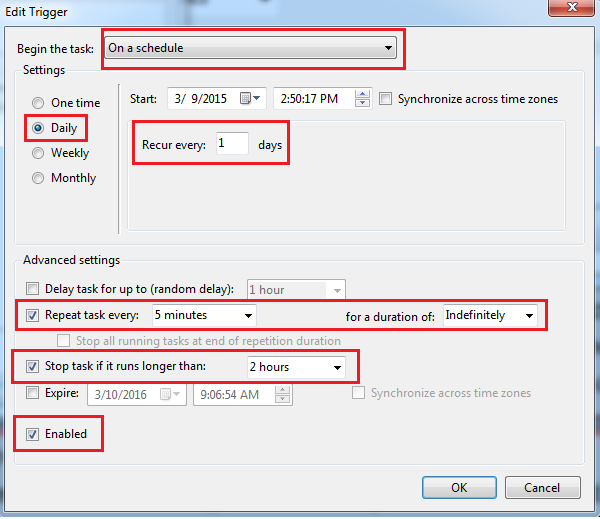 Edit Trigger
Begin the task: On a schedule
Settings
One time
Daily
Weekly
Monthly
Start: 3/ 9/2015 2:50:17 PM Synchronize across time zones
Recur every: 1 days
Advanced settings
Delay task for up to (random delay): 1 hour
Repeat task every: 5 minutes for a duration of: Indefinitely
Stop all running tasks at end of repetition duration
Stop task if it runs longer than: 2 hours
Expire: 3/10/2016 9:06:54 AM Synchronize across time zones
Enabled
OK Cancel